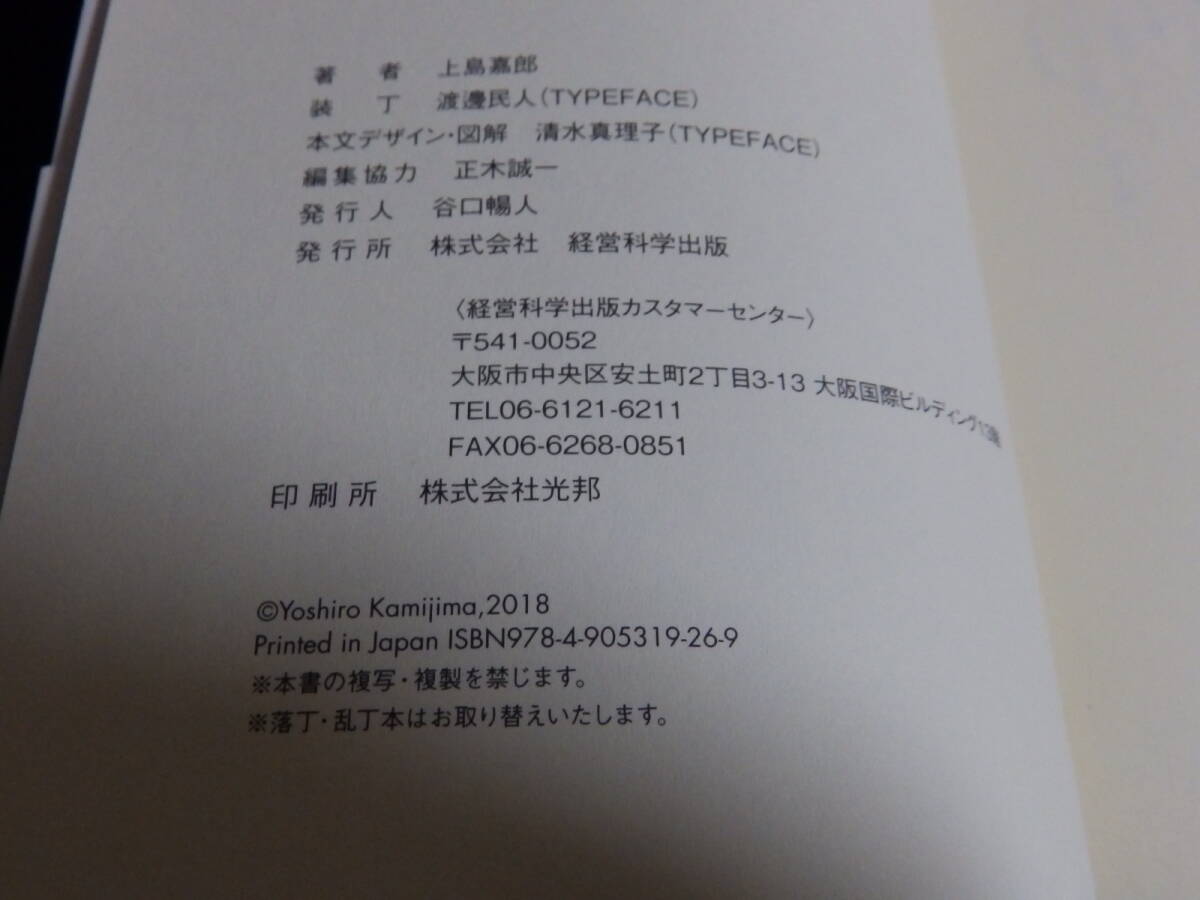 著　者　上島嘉郎
装　丁　渡邊民人(TYPEFACE)
本文デザイン・図解　清水真理子(TYPEFACE)
編集協力　正木誠一
発行人　谷口暢人
発行所　株式会社　経営科学出版
〈経営科学出版カスタマーセンター〉
〒541-0052
大阪市中央区安土町2丁目3-13 大阪国際ビルディング13階
TEL06-6121-6211
FAX06-6268-0851
印刷所　株式会社光邦
©Yoshiro Kamijima,2018
Printed in Japan ISBN978-4-905319-26-9
※本書の複写・複製を禁じます。
※落丁・乱丁本はお取り替えいたします。